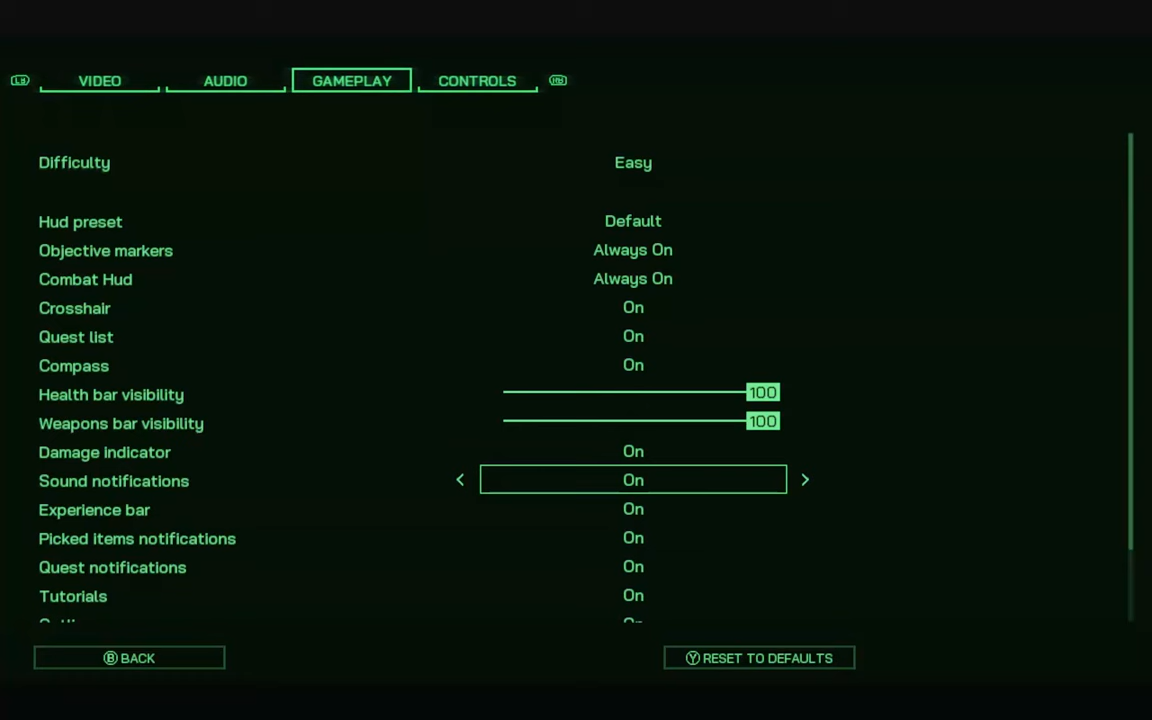 VIDEO AUDIO GAMEPLAY CONTROLS
Difficulty Easy
Hud preset Default
Objective markers Always On
Combat Hud Always On
Crosshair On
Quest list On
Compass On
Health bar visibility 100
Weapons bar visibility 100
Damage indicator On
Sound notifications < On >
Experience bar On
Picked items notifications On
Quest notifications On
Tutorials On
On
Ⓑ BACK Ⓨ RESET TO DEFAULTS